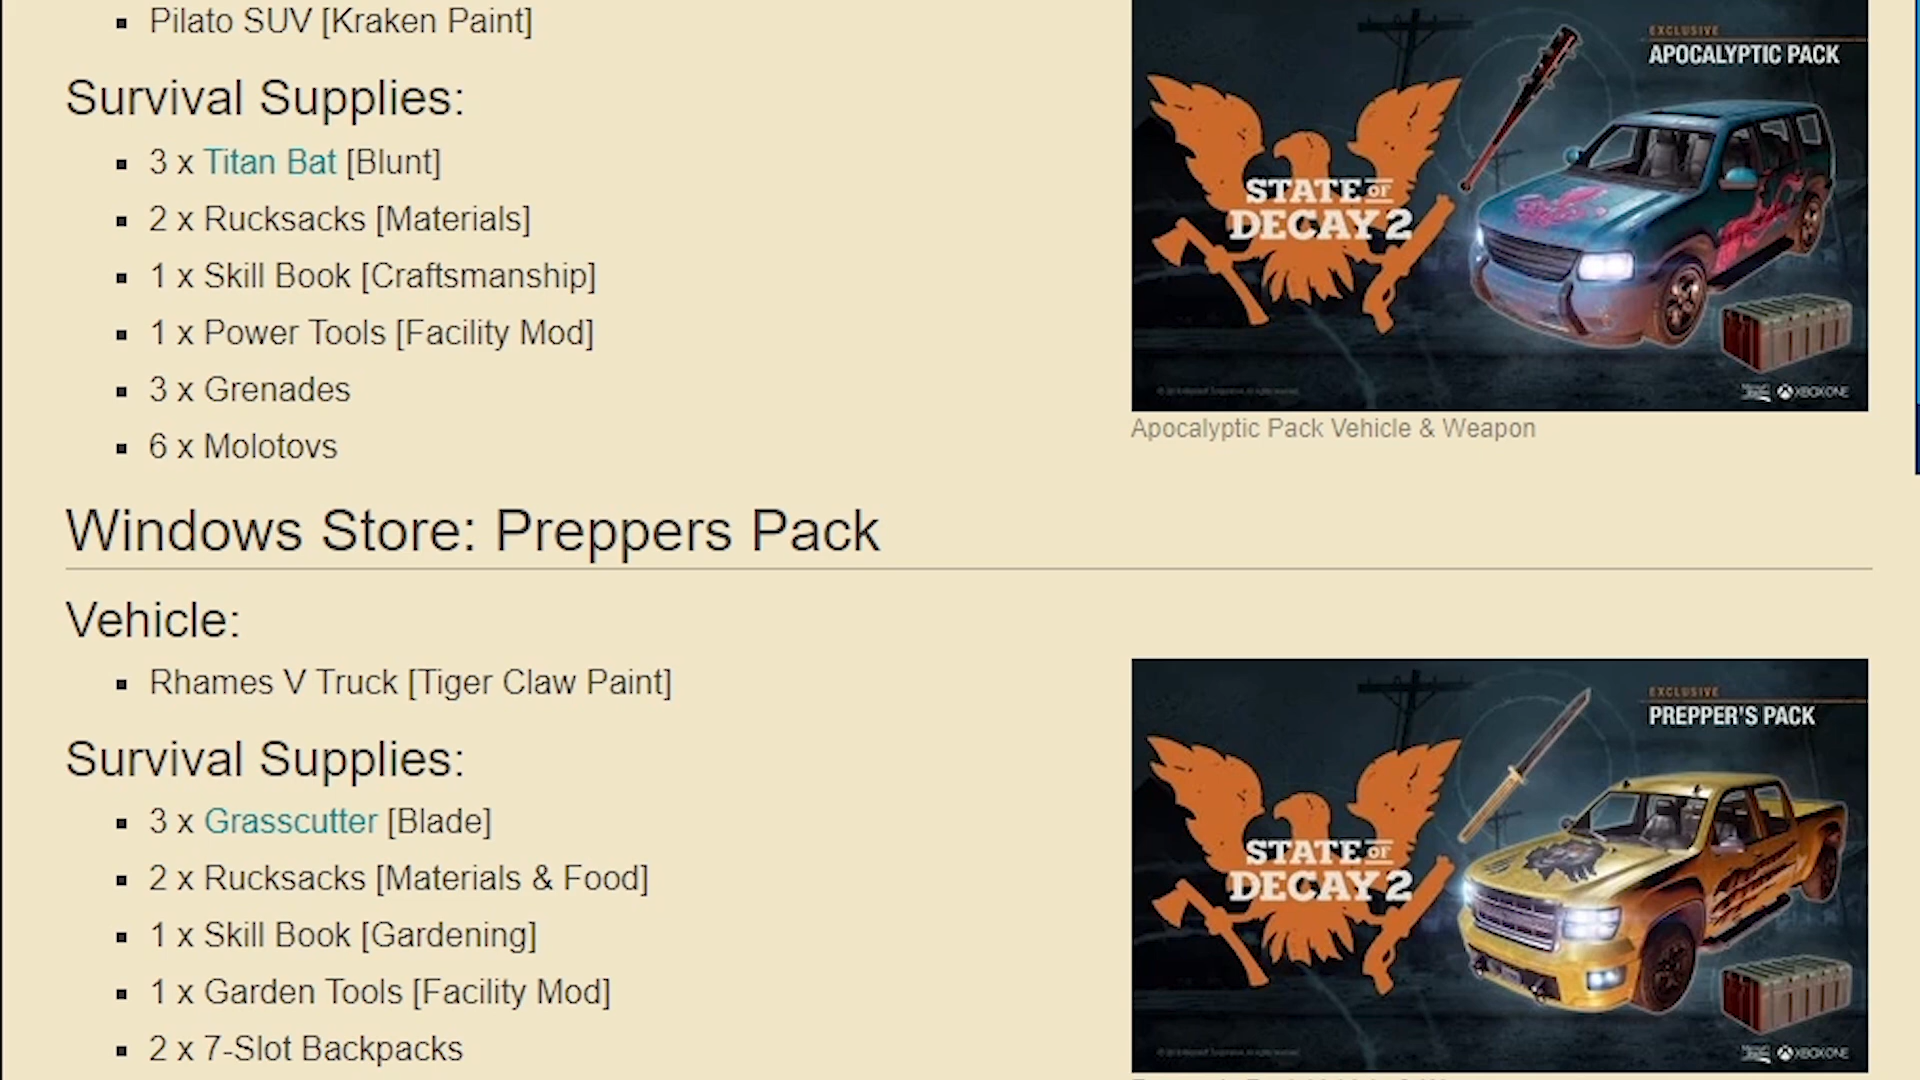 Pilato SUV [Kraken Paint]
Survival Supplies:
3 x Titan Bat [Blunt]
2 x Rucksacks [Materials]
1 x Skill Book [Craftsmanship]
1 x Power Tools [Facility Mod]
3 x Grenades
6 x Molotovs
EXCLUSIVE
APOCALYPTIC PACK
STATE OF
DECAY 2
XBOX ONE
Apocalyptic Pack Vehicle & Weapon
Windows Store: Preppers Pack
Vehicle:
Rhames V Truck [Tiger Claw Paint]
Survival Supplies:
3 x Grasscutter [Blade]
2 x Rucksacks [Materials & Food]
1 x Skill Book [Gardening]
1 x Garden Tools [Facility Mod]
2 x 7-Slot Backpacks
EXCLUSIVE
PREPPER'S PACK
STATE OF
DECAY 2
XBOX ONE